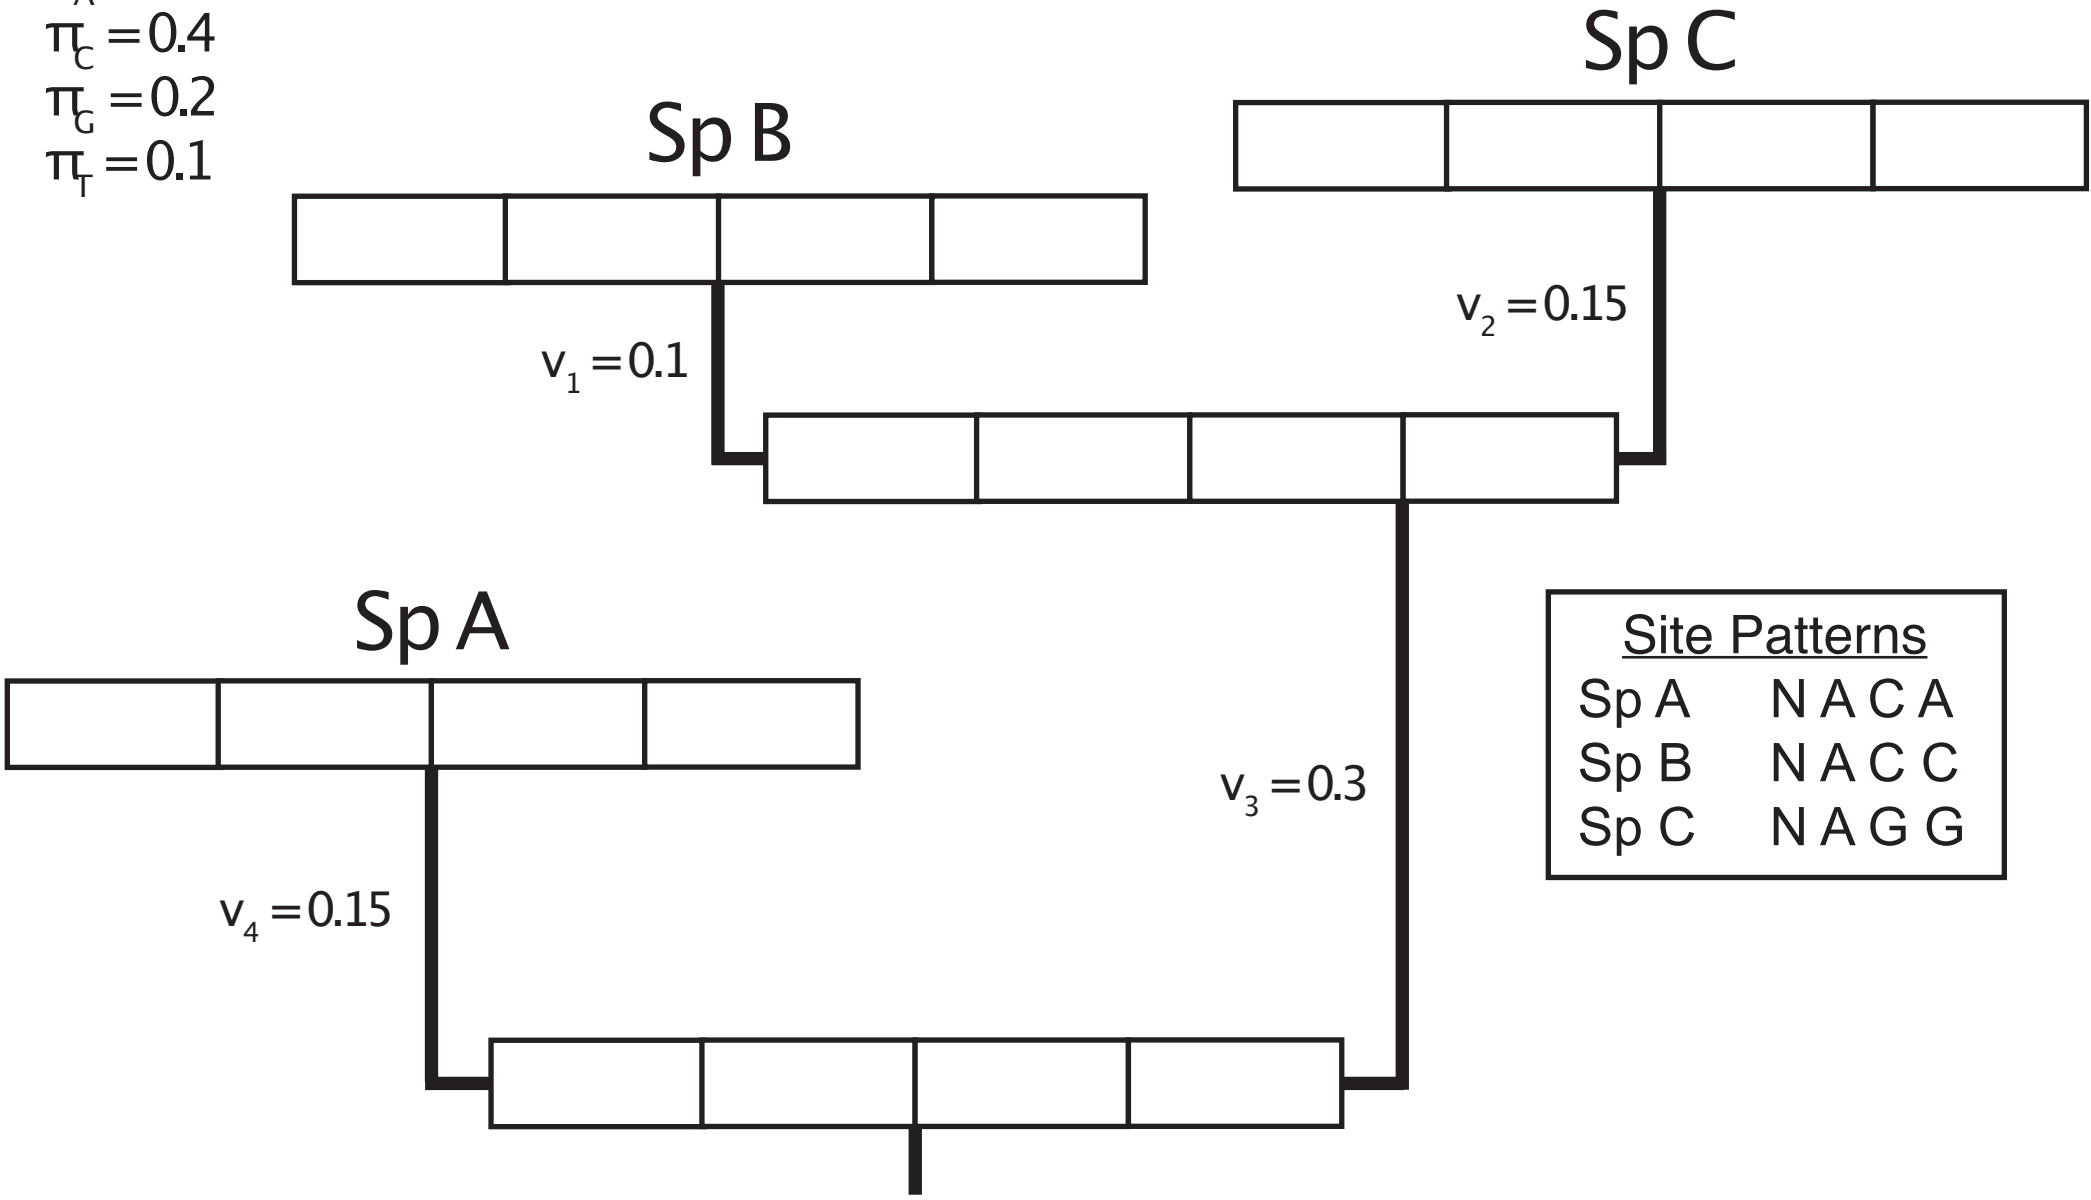 A
π_C = 0.4
π_G = 0.2
π_T = 0.1
Sp C
Sp B
v_2 = 0.15
v_1 = 0.1
Sp A
Site Patterns
Sp A N A C A
Sp B N A C C
Sp C N A G G
v_3 = 0.3
v_4 = 0.15